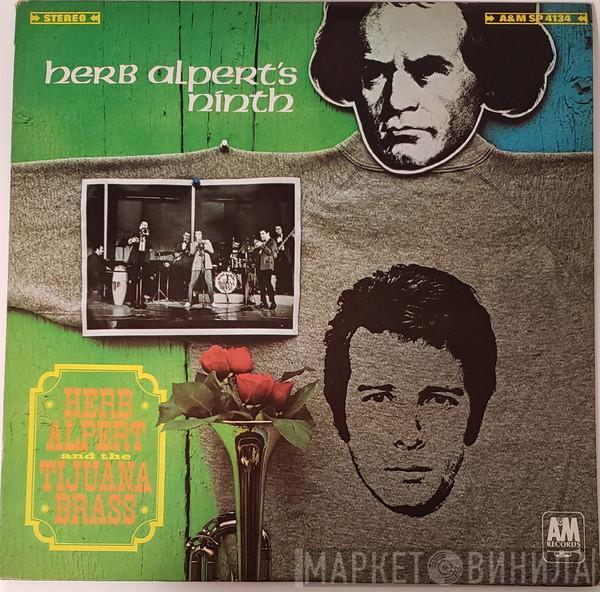 STEREO
A&M SP 4134
herb alpert's
ninth
HERB
ALPERT
and the
TIJUANA
BRASS
A&M
RECORDS
МАРКЕТ ВИНИЛА